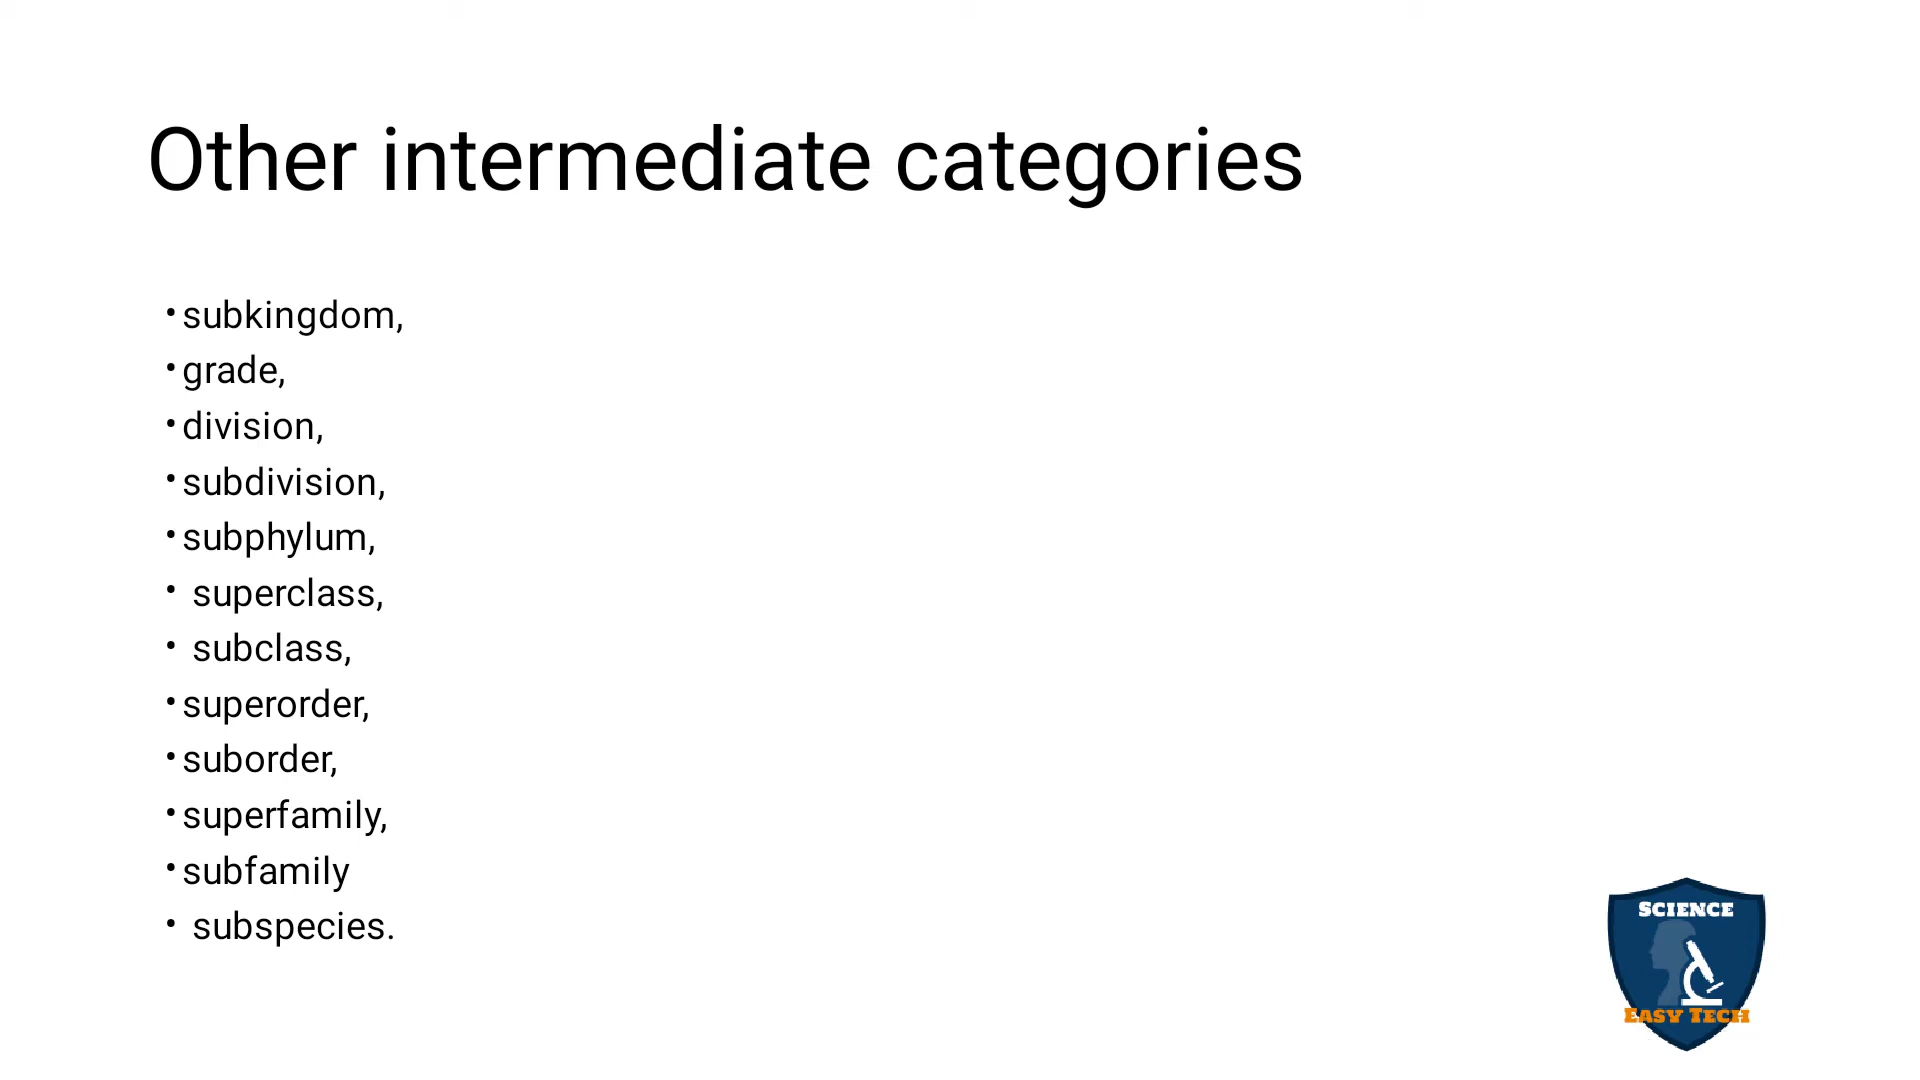 Other intermediate categories
•subkingdom,
•grade,
•division,
•subdivision,
•subphylum,
• superclass,
• subclass,
•superorder,
•suborder,
•superfamily,
•subfamily
• subspecies.
SCIENCE
EASY TECH